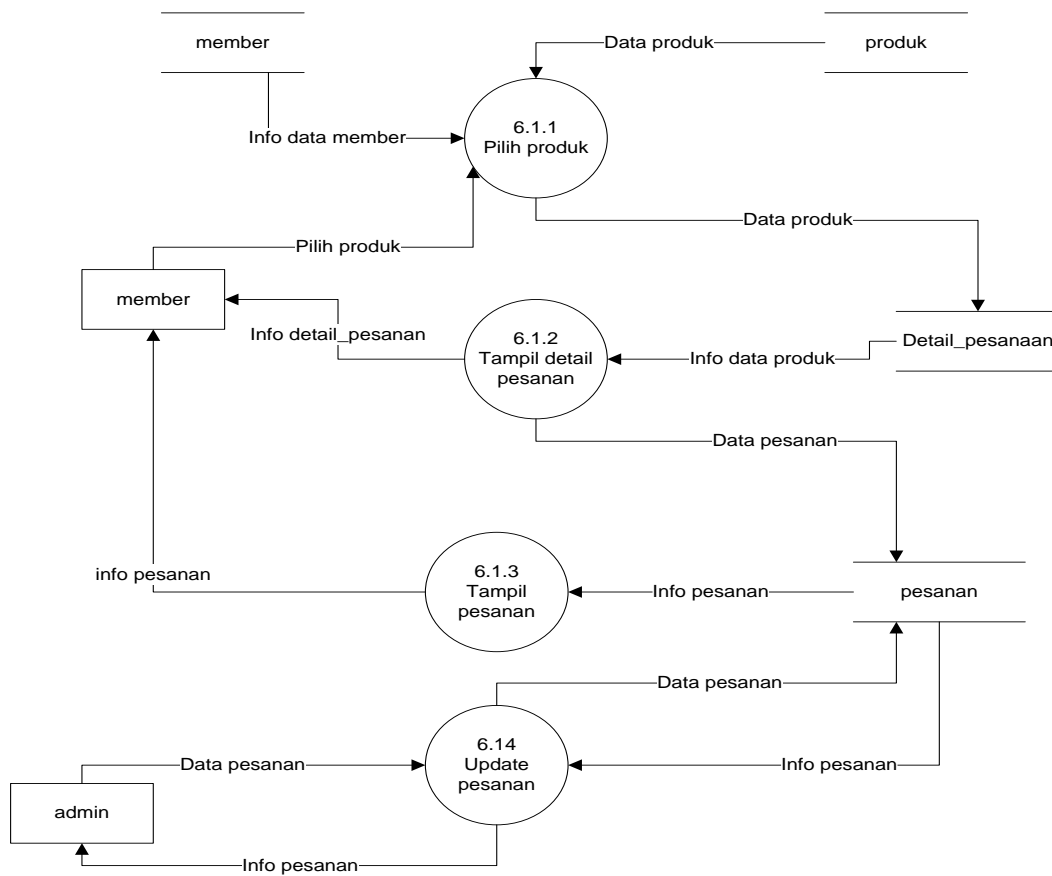 member
Data produk
produk
6.1.1
Pilih produk
Info data member
Data produk
Pilih produk
member
Info detail_pesanan
6.1.2
Tampil detail
pesanan
Info data produk
Detail_pesanaan
Data pesanan
info pesanan
6.1.3
Tampil
pesanan
Info pesanan
pesanan
Data pesanan
Data pesanan
6.14
Update
pesanan
Info pesanan
admin
Info pesanan